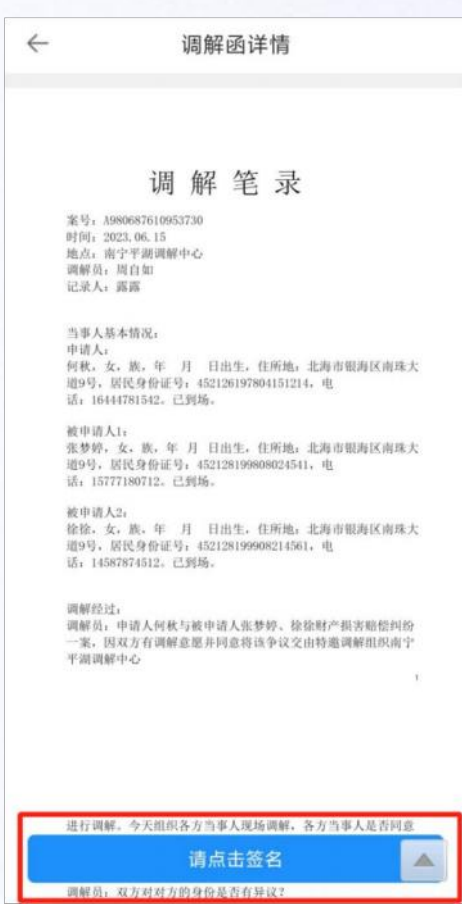 调解函详情
调 解 笔 录
案号：A980687610953730
时间：2023.06.15
地点：南宁平湖调解中心
调解员：周自如
记录人：露露
当事人基本情况：
申请人：
何秋，女，族，年 月 日出生，住所地：北海市银海区南珠大
道9号，居民身份证号：452126197804151214，电
话：16444781542。已到场。
被申请人1：
张梦婷，女，族，年 月 日出生，住所地：北海市银海区南珠大
道9号，居民身份证号：452128199808024541，电
话：15777180712。已到场。
被申请人2：
徐徐，女，族，年 月 日出生，住所地：北海市银海区南珠大
道9号，居民身份证号：452128199908214561，电
话：14587874512。已到场。
调解经过：
调解员：申请人何秋与被申请人张梦婷、徐徐财产损害赔偿纠纷
一案，因双方有调解意愿并同意将该争议交由特邀调解组织南宁
平湖调解中心
1
进行调解。今天组织各方当事人现场调解，各方当事人是否同意
请点击签名
调解员：双方对对方的身份是否有异议？